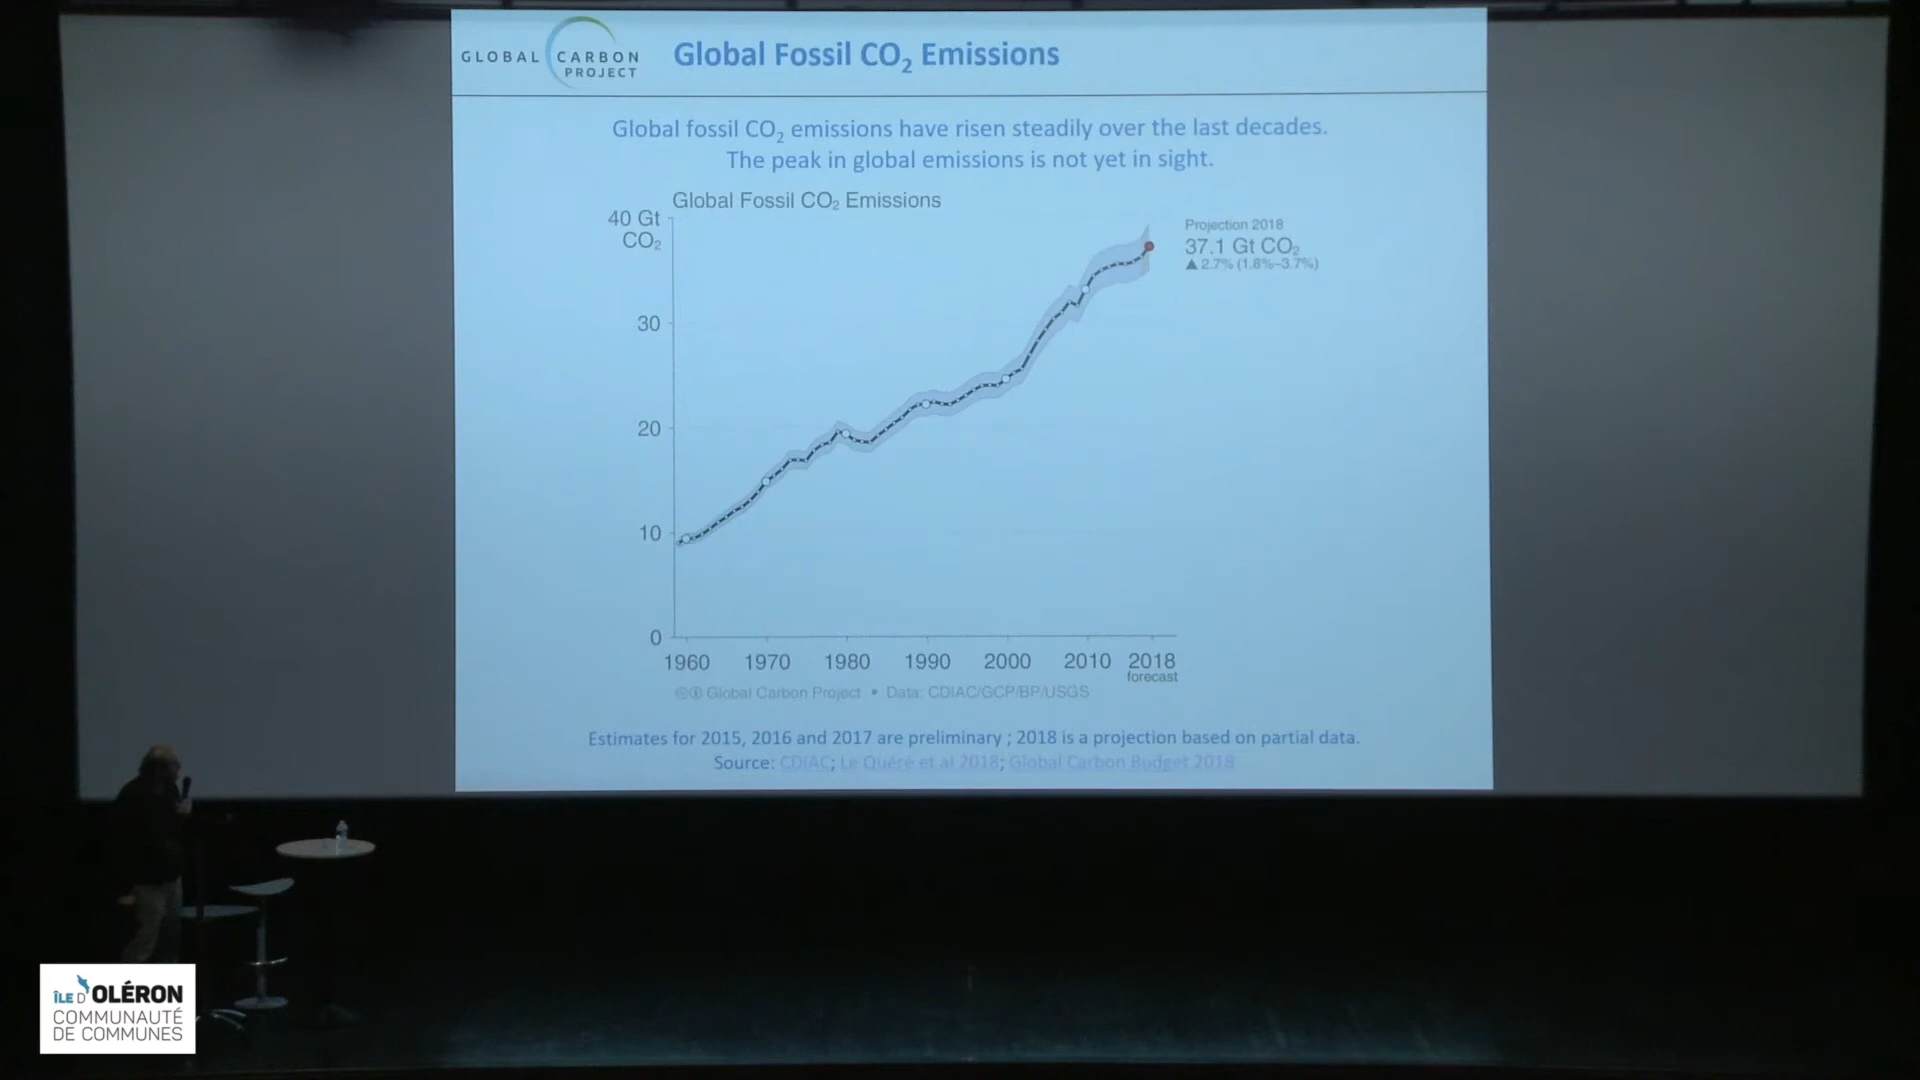 GLOBAL CARBON
PROJECT
Global Fossil CO₂ Emissions
Global fossil CO₂ emissions have risen steadily over the last decades.
The peak in global emissions is not yet in sight.
Global Fossil CO₂ Emissions
40 Gt
CO₂
30
20
10
0
Projection 2018
37.1 Gt CO₂
▲2.7% (1.8%–3.7%)
1960 1970 1980 1990 2000 2010 2018
forecast
Global Carbon Project • Data: CDIAC/GCP/BP/USGS
Estimates for 2015, 2016 and 2017 are preliminary ; 2018 is a projection based on partial data.
Source: CDIAC; Le Quéré et al 2018; Global Carbon Budget 2018
ÎLE D'OLÉRON
COMMUNAUTÉ
DE COMMUNES